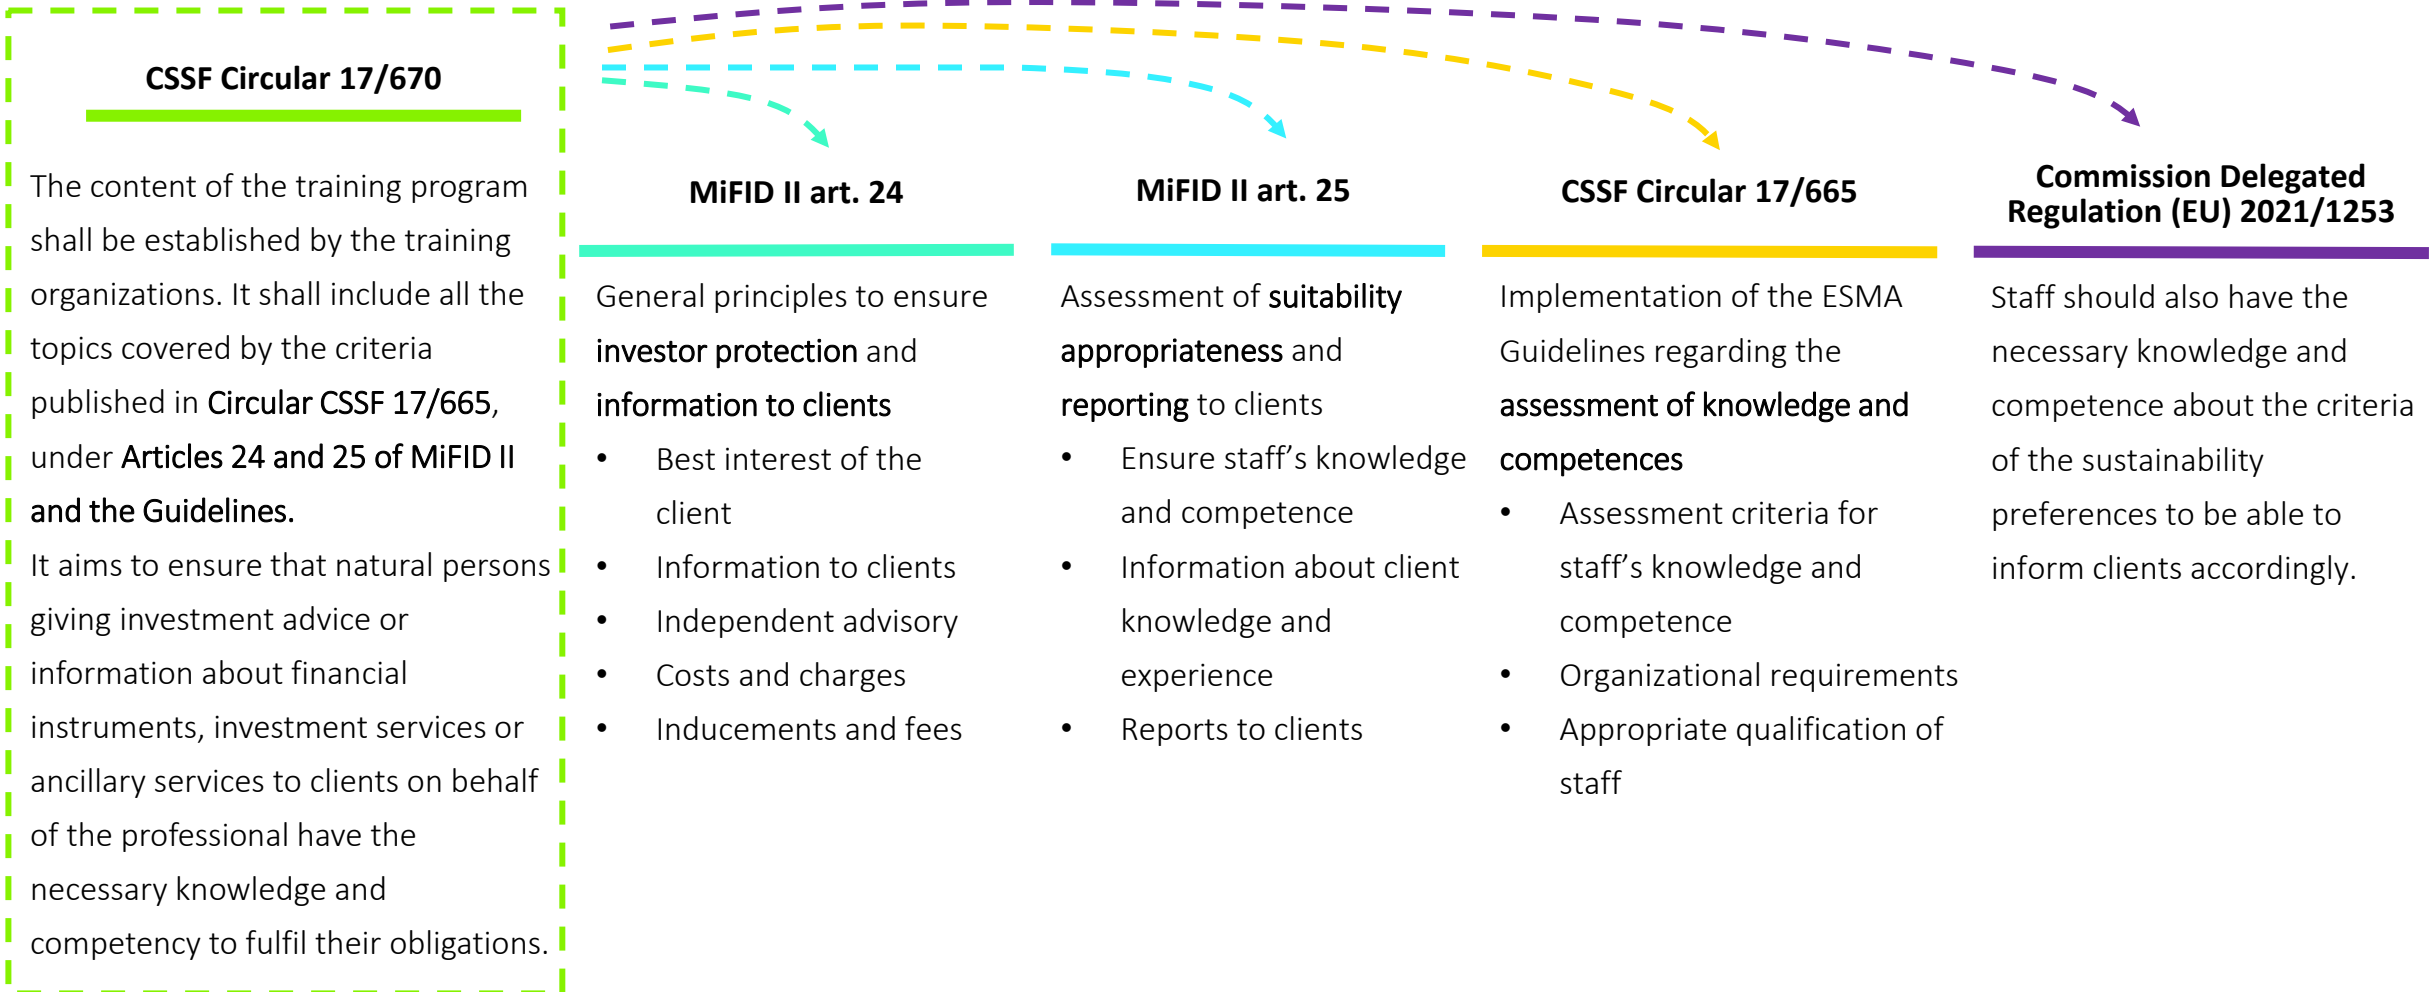 CSSF Circular 17/670
The content of the training program
shall be established by the training
organizations. It shall include all the
topics covered by the criteria
published in Circular CSSF 17/665,
under Articles 24 and 25 of MiFID II
and the Guidelines.
It aims to ensure that natural persons
giving investment advice or
information about financial
instruments, investment services or
ancillary services to clients on behalf
of the professional have the
necessary knowledge and
competency to fulfil their obligations.
MiFID II art. 24
General principles to ensure
investor protection and
information to clients
• Best interest of the
client
• Information to clients
• Independent advisory
• Costs and charges
• Inducements and fees
MiFID II art. 25
Assessment of suitability
appropriateness and
reporting to clients
• Ensure staff’s knowledge
and competence
• Information about client
knowledge and
experience
• Reports to clients
CSSF Circular 17/665
Implementation of the ESMA
Guidelines regarding the
assessment of knowledge and
competences
• Assessment criteria for
staff’s knowledge and
competence
• Organizational requirements
• Appropriate qualification of
staff
Commission Delegated
Regulation (EU) 2021/1253
Staff should also have the
necessary knowledge and
competence about the criteria
of the sustainability
preferences to be able to
inform clients accordingly.